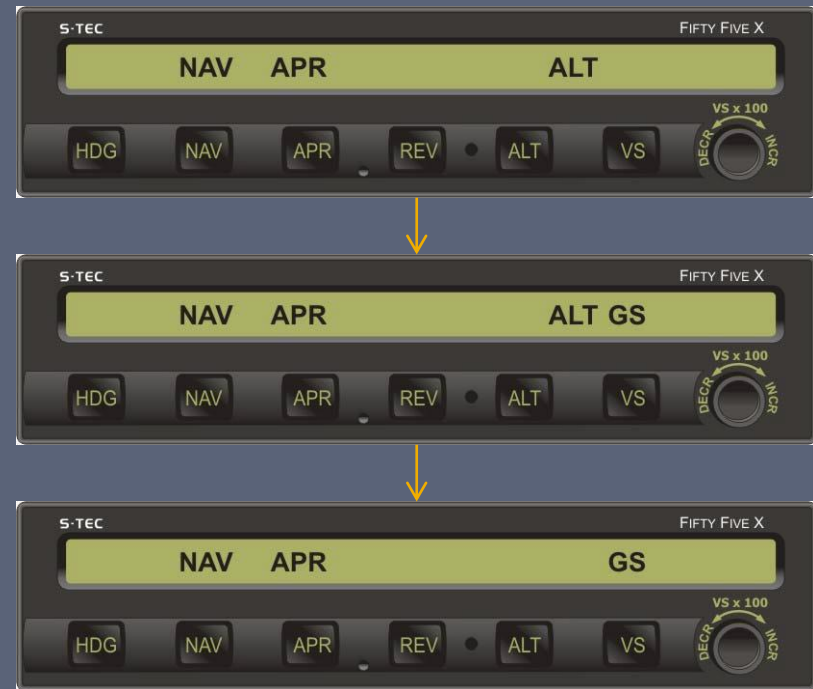 S-TEC FIFTY FIVE X
NAV APR ALT
VS x 100
HDG NAV APR REV ALT VS DECR INCR
S-TEC FIFTY FIVE X
NAV APR ALT GS
VS x 100
HDG NAV APR REV ALT VS DECR INCR
S-TEC FIFTY FIVE X
NAV APR GS
VS x 100
HDG NAV APR REV ALT VS DECR INCR